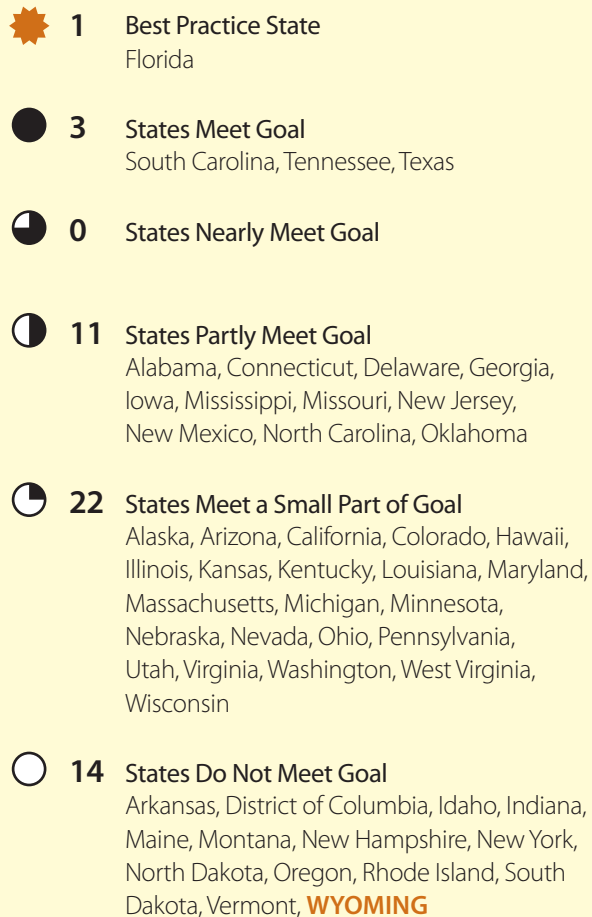 1 Best Practice State
Florida
3 States Meet Goal
South Carolina, Tennessee, Texas
0 States Nearly Meet Goal
11 States Partly Meet Goal
Alabama, Connecticut, Delaware, Georgia,
Iowa, Mississippi, Missouri, New Jersey,
New Mexico, North Carolina, Oklahoma
22 States Meet a Small Part of Goal
Alaska, Arizona, California, Colorado, Hawaii,
Illinois, Kansas, Kentucky, Louisiana, Maryland,
Massachusetts, Michigan, Minnesota,
Nebraska, Nevada, Ohio, Pennsylvania,
Utah, Virginia, Washington, West Virginia,
Wisconsin
14 States Do Not Meet Goal
Arkansas, District of Columbia, Idaho, Indiana,
Maine, Montana, New Hampshire, New York,
North Dakota, Oregon, Rhode Island, South
Dakota, Vermont, WYOMING